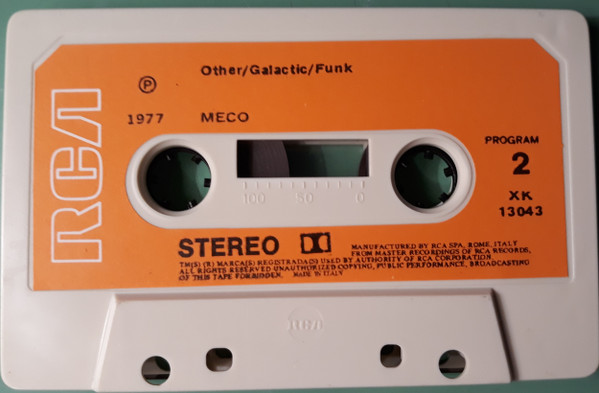 RCA
Other/Galactic/Funk
℗
1977 MECO
PROGRAM
2
XK
13043
100 50 0
STEREO
MANUFACTURED BY RCA SPA, ROME, ITALY
FROM MASTER RECORDINGS OF RCA RECORDS,
TM(S) (R) MARCA(S) REGISTRADA(S) USED BY AUTHORITY OF RCA CORPORATION.
ALL RIGHTS RESERVED UNAUTHORIZED COPYING, PUBLIC PERFORMANCE, BROADCASTING
OF THIS TAPE FORBIDDEN. MADE IN ITALY
RCA